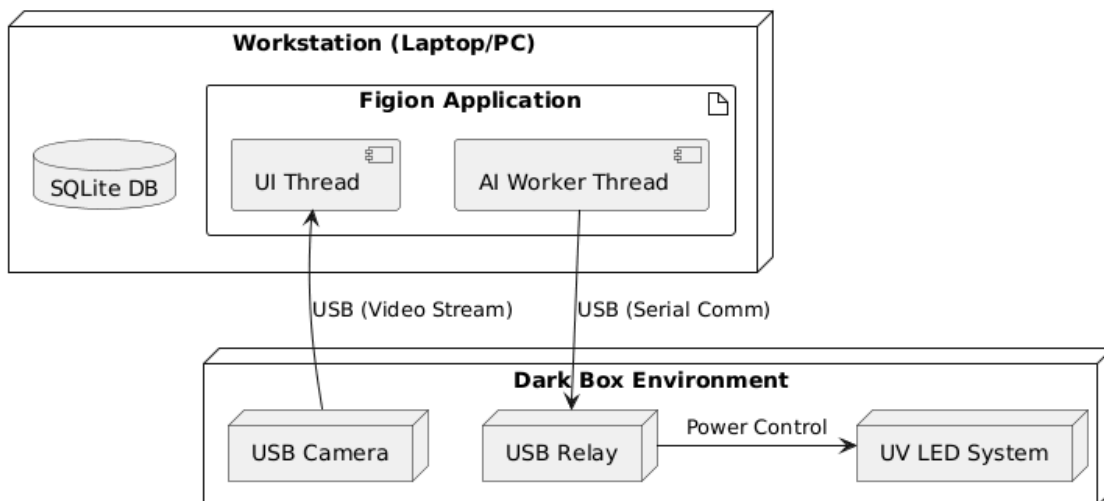 Workstation (Laptop/PC)
Figion Application
SQLite DB
UI Thread
AI Worker Thread
USB (Video Stream)
USB (Serial Comm)
Dark Box Environment
USB Camera
USB Relay
Power Control
UV LED System